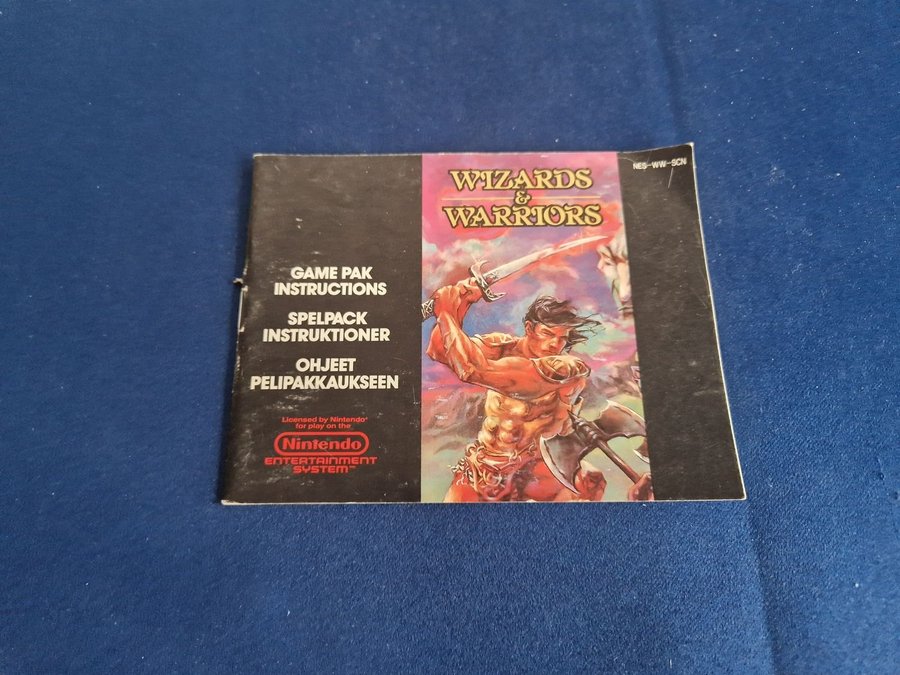 WIZARDS
&
WARRIORS
NES-WW-SCN
GAME PAK
INSTRUCTIONS
SPELPACK
INSTRUKTIONER
OHJEET
PELIPAKKAUKSEEN
Licensed by Nintendo®
for play on the
Nintendo®
ENTERTAINMENT
SYSTEM™